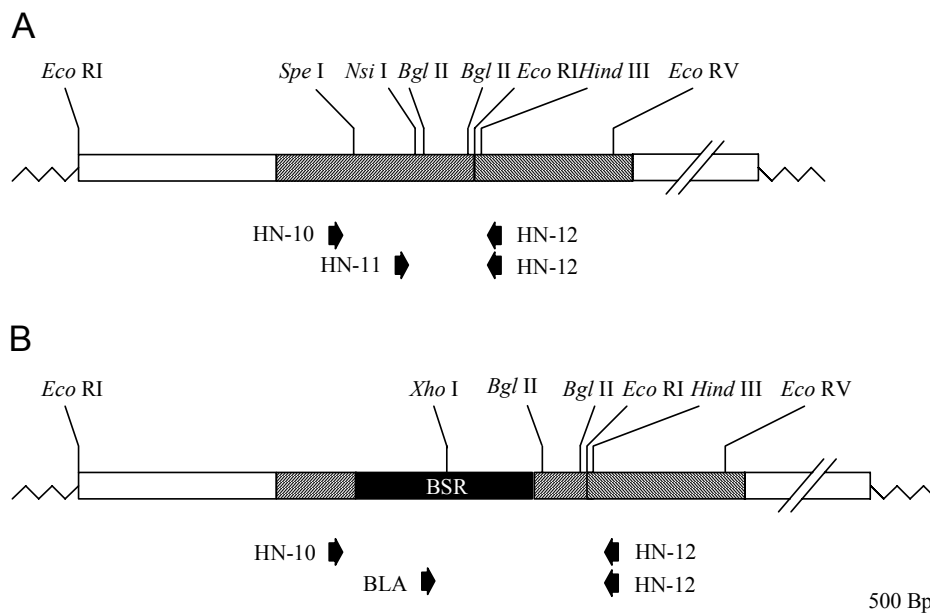 A
Eco RI Spe I Nsi I Bgl II Bgl II Eco RI Hind III Eco RV
HN-10 HN-12
HN-11 HN-12
B
Eco RI Xho I Bgl II Bgl II Eco RI Hind III Eco RV
BSR
HN-10 HN-12
BLA HN-12
500 Bp